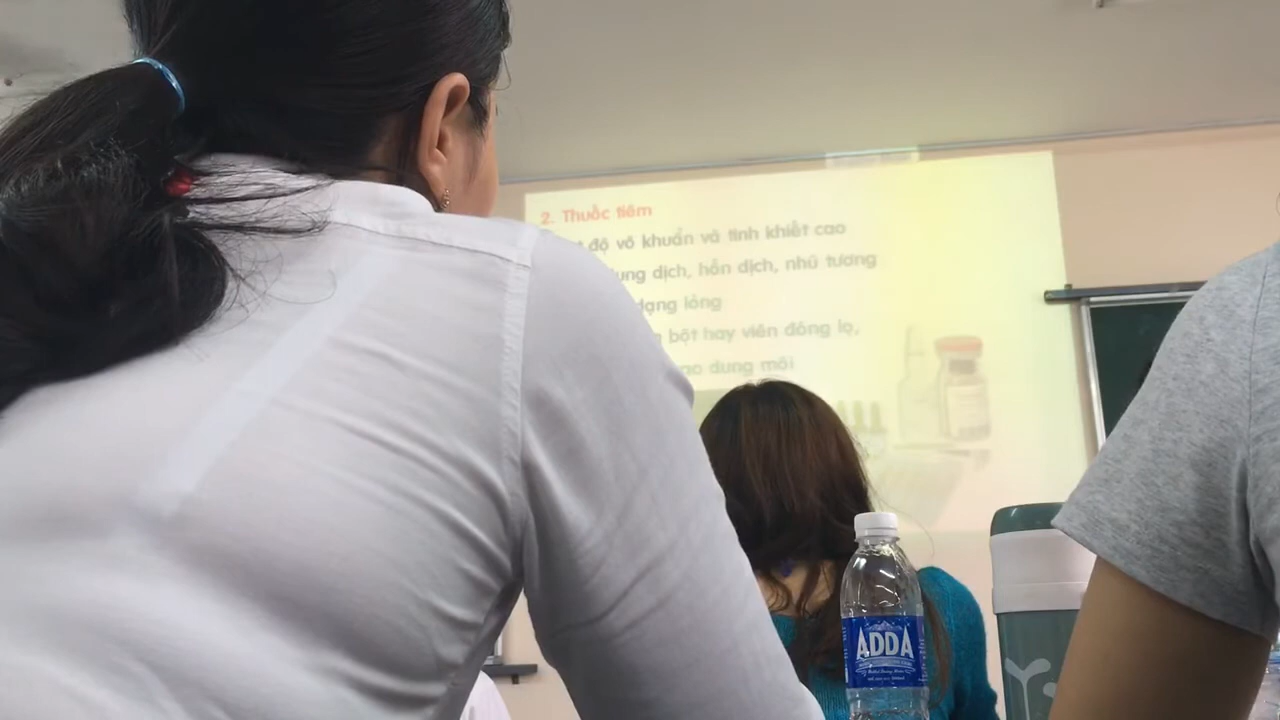 2. Thuốc tiêm
độ vô khuẩn và tinh khiết cao
dung dịch, hỗn dịch, nhũ tương
dạng lỏng
bột hay viên đông lọ,
dung môi
ADDA